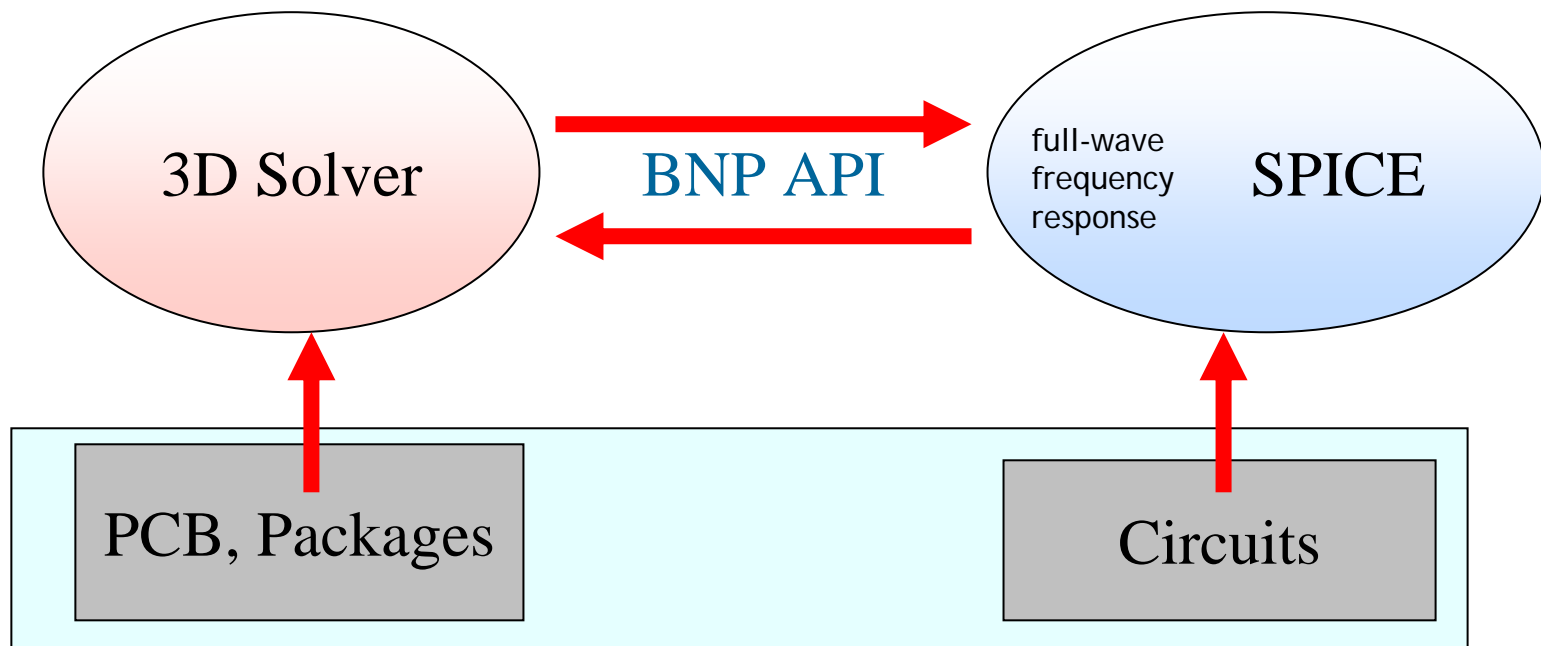 3D Solver
BNP API
full-wave
frequency
response
SPICE
PCB, Packages
Circuits